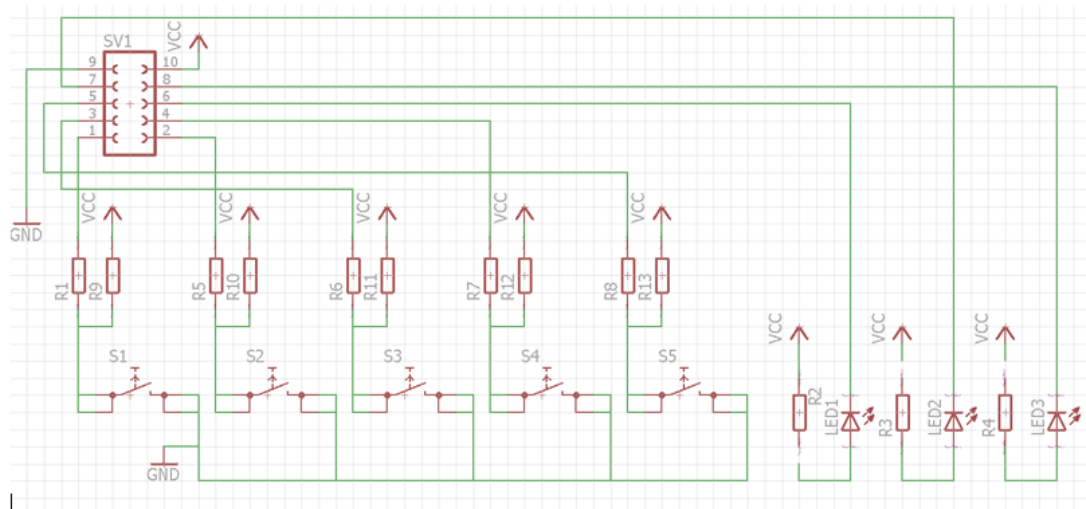 SV1
VCC
9 10
7 8
5 6
3 4
1 2
GND
VCC
VCC
VCC
VCC
VCC
R1
R9
R5
R10
R6
R11
R7
R12
R8
R13
S1
S2
S3
S4
S5
VCC
VCC
VCC
R2
LED1
R3
LED2
R4
LED3
GND